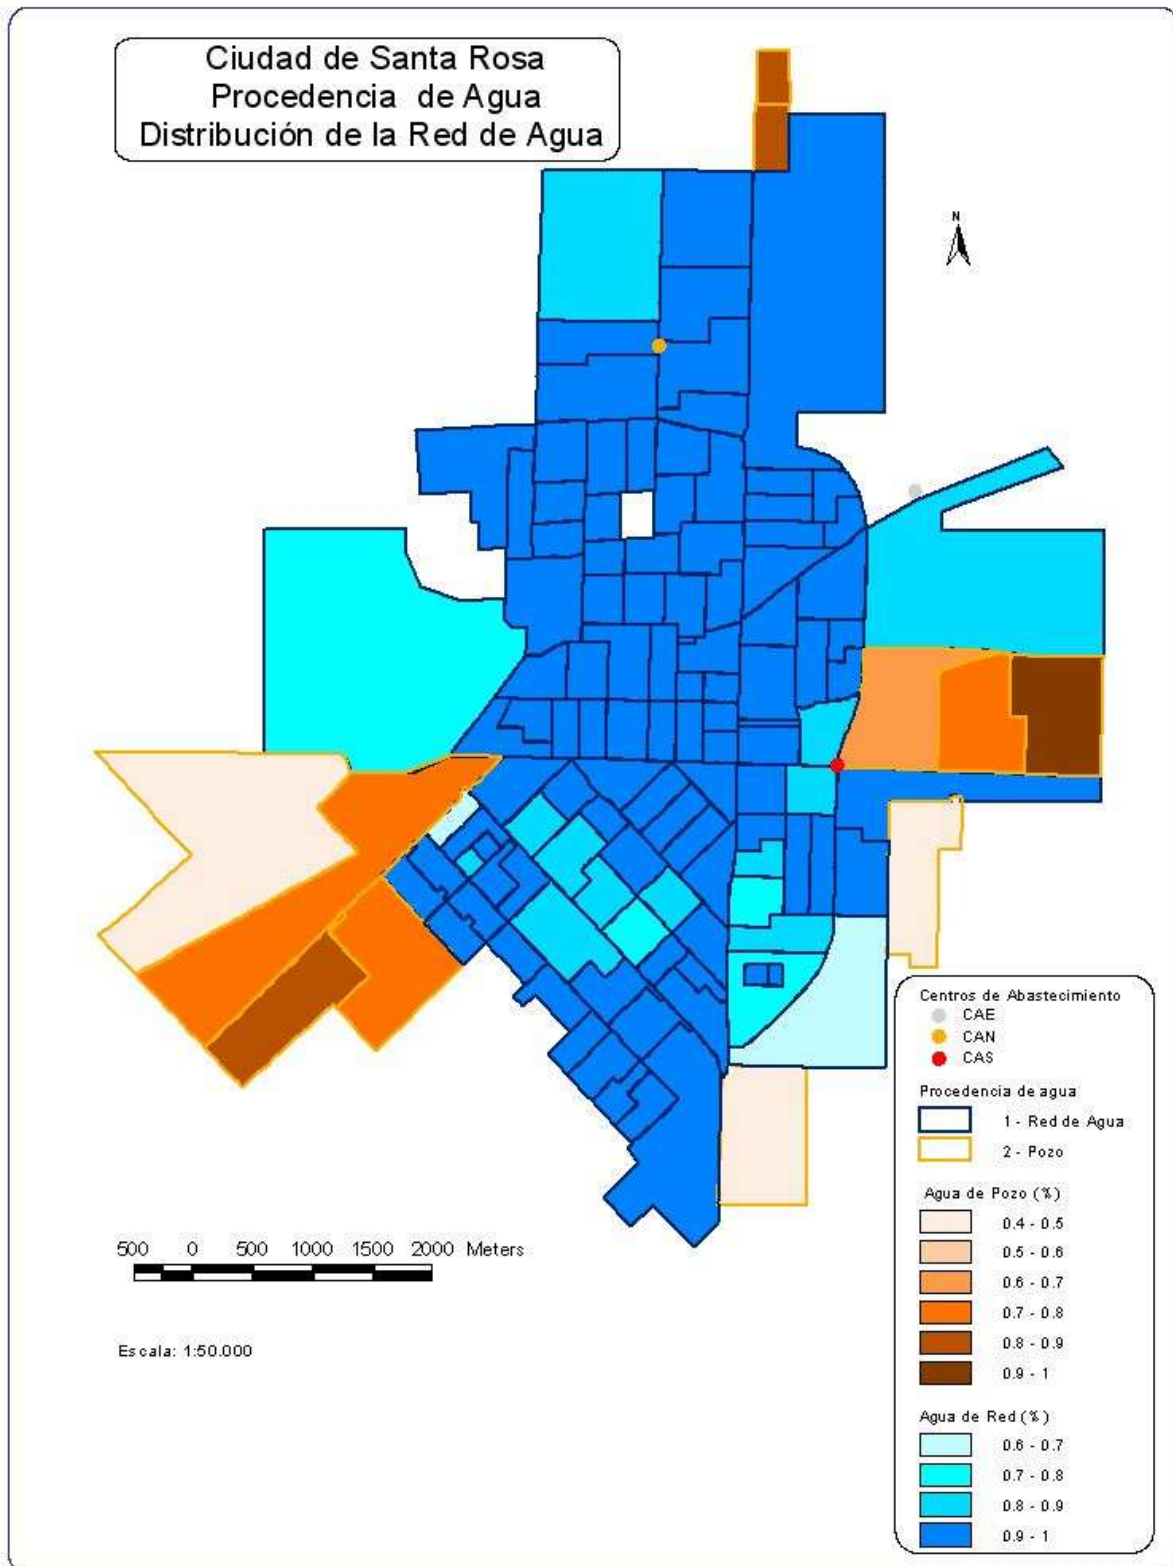 Ciudad de Santa Rosa
Procedencia de Agua
Distribución de la Red de Agua
N
Centros de Abastecimiento
CAE
CAN
CAS
Procedencia de agua
1 - Red de Agua
2 - Pozo
Agua de Pozo (%)
0.4 - 0.5
0.5 - 0.6
0.6 - 0.7
0.7 - 0.8
0.8 - 0.9
0.9 - 1
Agua de Red (%)
0.6 - 0.7
0.7 - 0.8
0.8 - 0.9
0.9 - 1
500 0 500 1000 1500 2000 Meters
Escala: 1:50.000